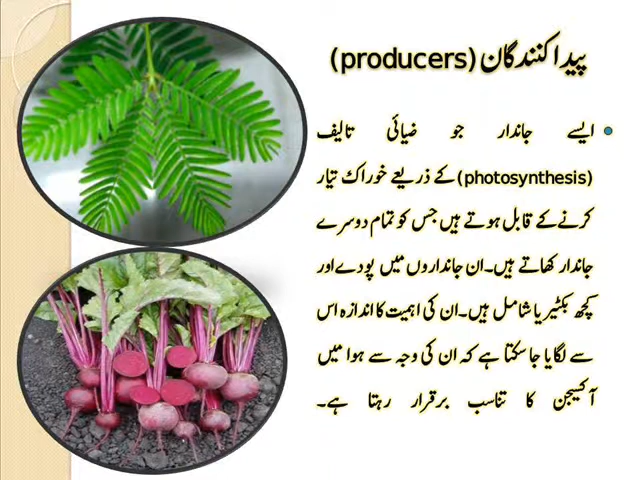 پیدا کنندگان (producers)
ایسے جاندار جو ضیائی تالیف
(photosynthesis) کے ذریعے خوراک تیار
کرنے کے قابل ہوتے ہیں جس کو تمام دوسرے
جاندار کھاتے ہیں۔ ان جانداروں میں پودے اور
کچھ بکٹیریا شامل ہیں۔ ان کی اہمیت کا اندازہ اس
سے لگایا جا سکتا ہے کہ ان کی وجہ سے ہوا میں
آکسیجن کا تناسب برقرار رہتا ہے۔